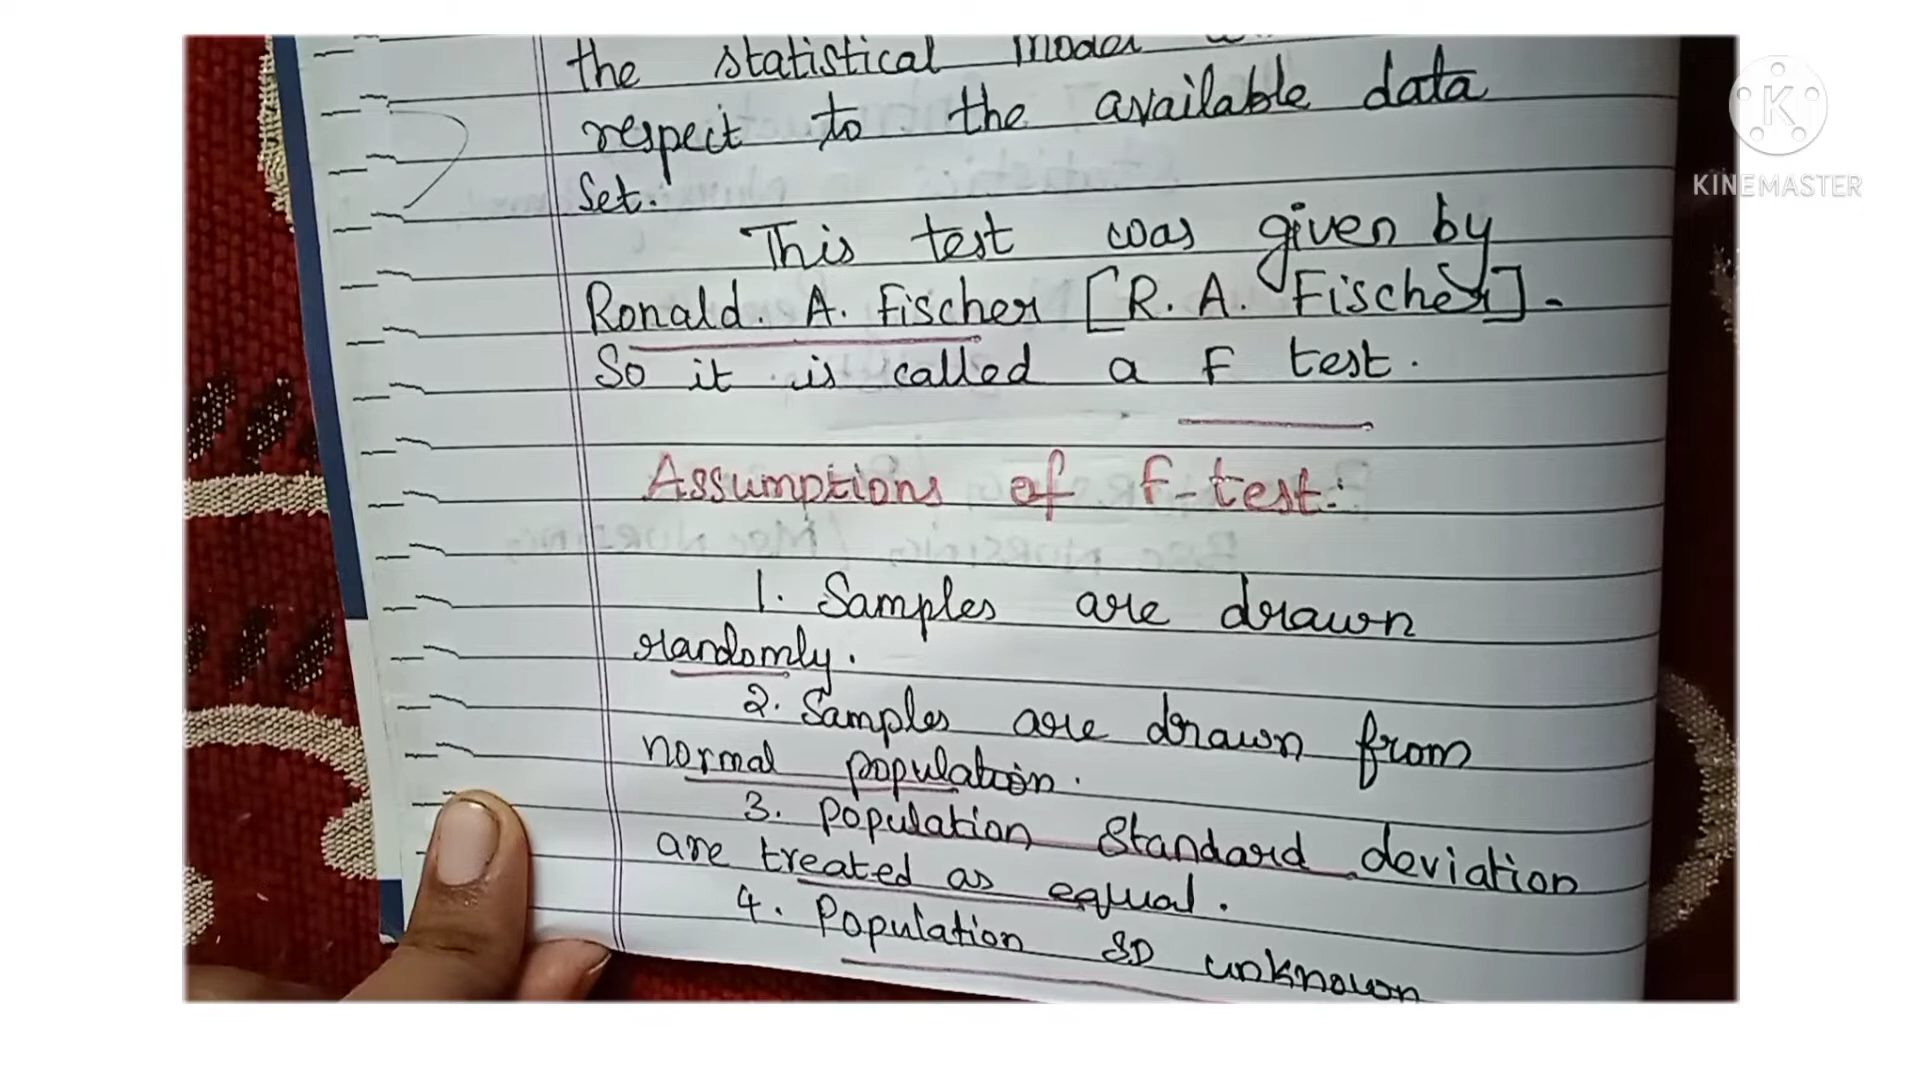 the statistical model
respect to the available data
Set.
This test was given by
Ronald. A. Fischer [R. A. Fischer].
So it is called a F test.
Assumptions of F-test:
1. Samples are drawn
randomly.
2. Samples are drawn from
normal population.
3. Population Standard deviation
are treated as equal.
4. Population SD unknown
K
KINEMASTER